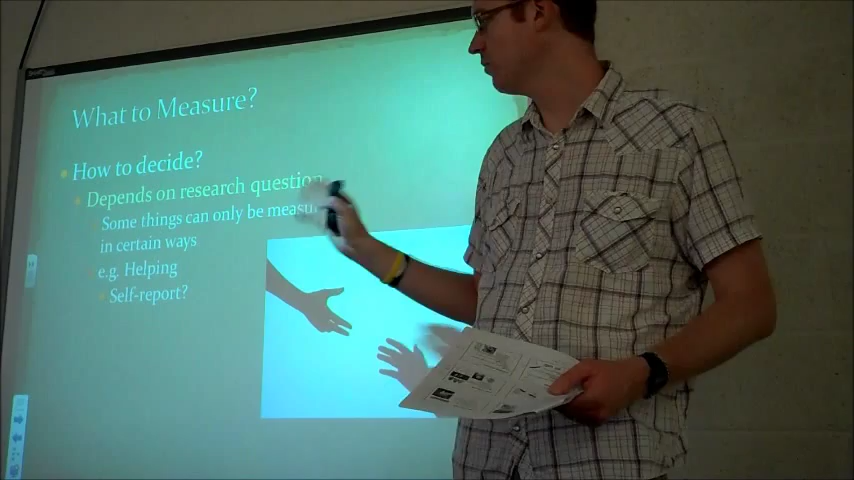 What to Measure?
How to decide?
Depends on research question
Some things can only be
in certain ways
e.g. Helping
Self-report?